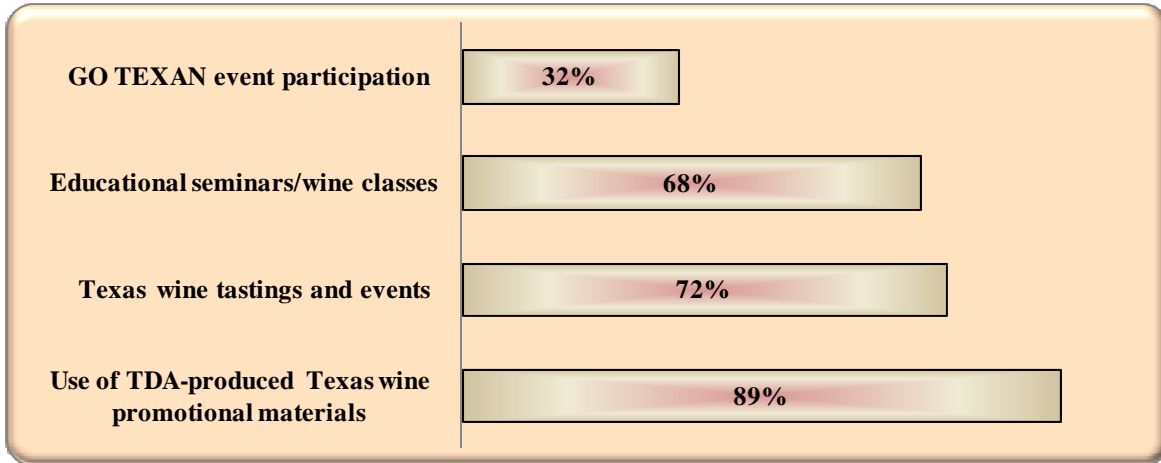 GO TEXAN event participation
32%
Educational seminars/wine classes
68%
Texas wine tastings and events
72%
Use of TDA-produced Texas wine
promotional materials
89%